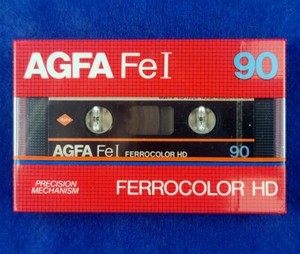 AGFA FeI 90
AGFA FeI FERROCOLOR HD 90
PRECISION
MECHANISM
FERROCOLOR HD